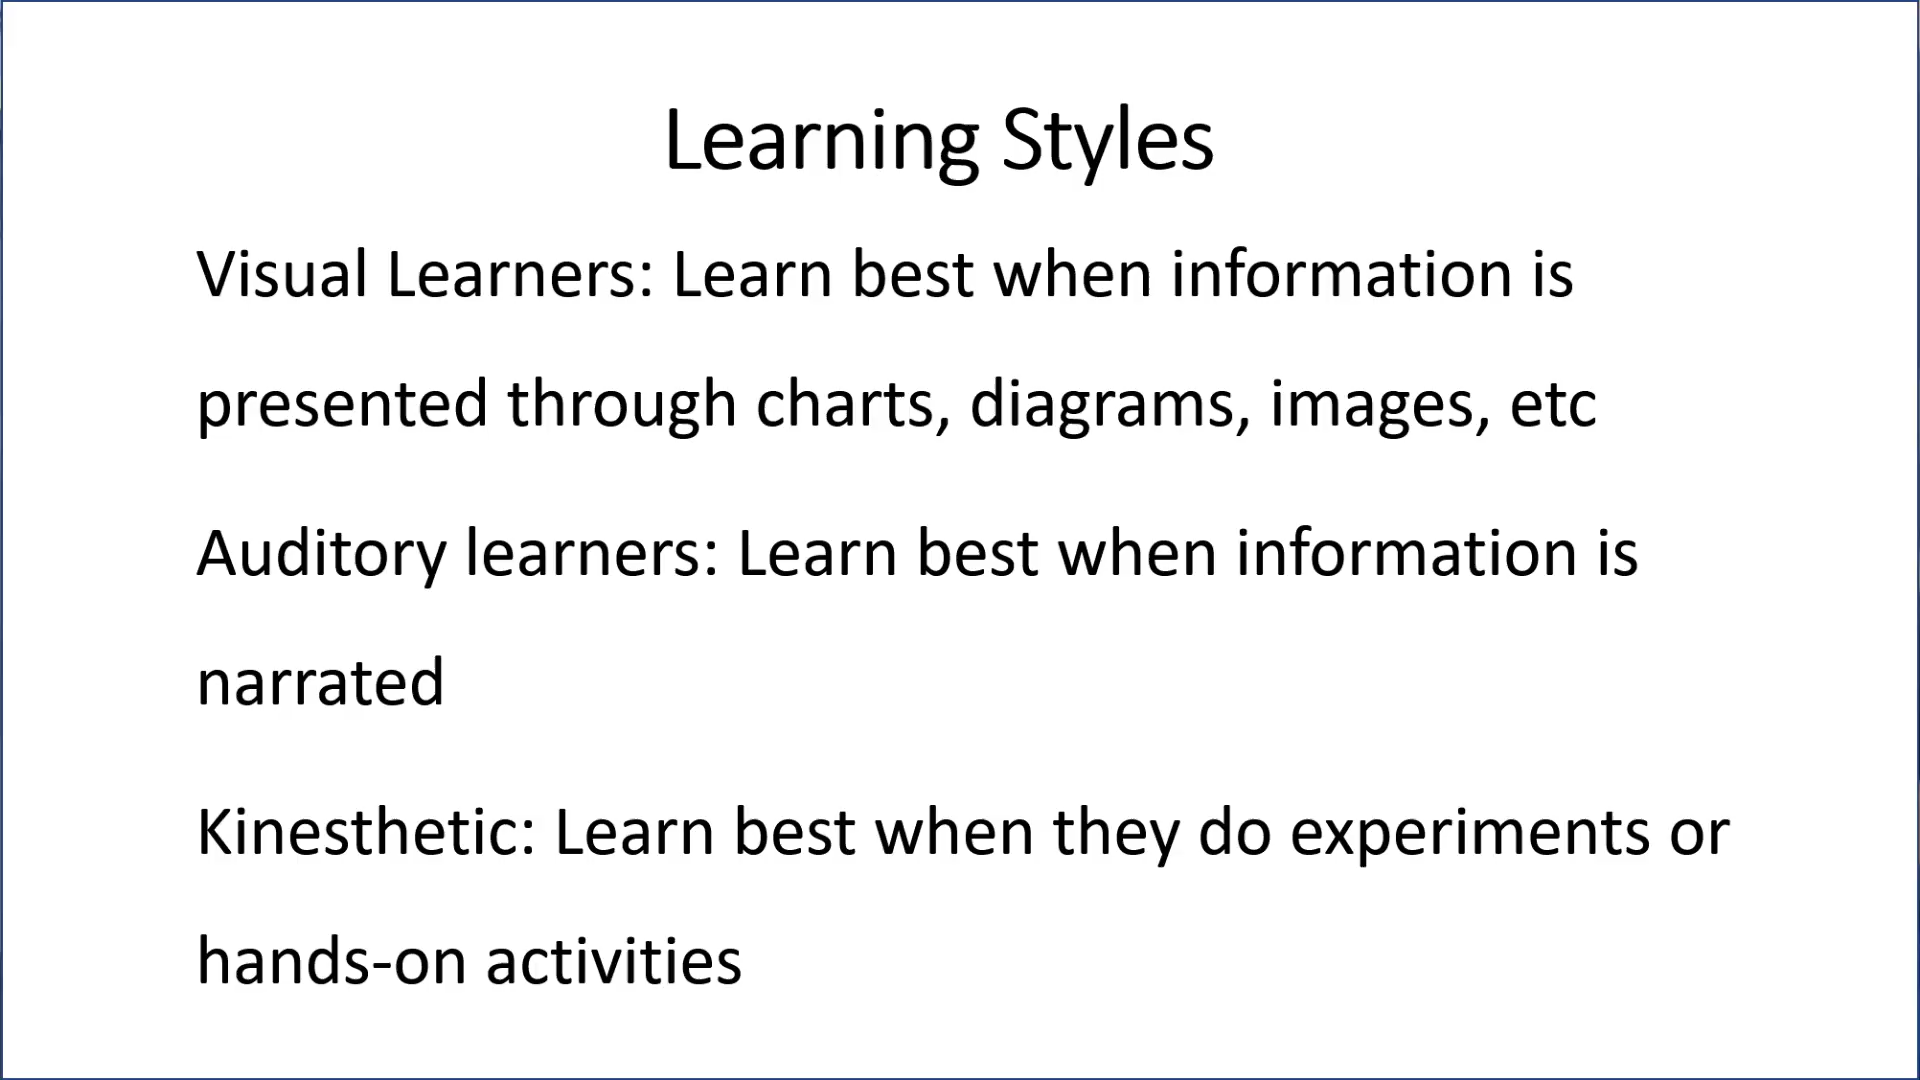 Learning Styles
Visual Learners: Learn best when information is
presented through charts, diagrams, images, etc
Auditory learners: Learn best when information is
narrated
Kinesthetic: Learn best when they do experiments or
hands-on activities